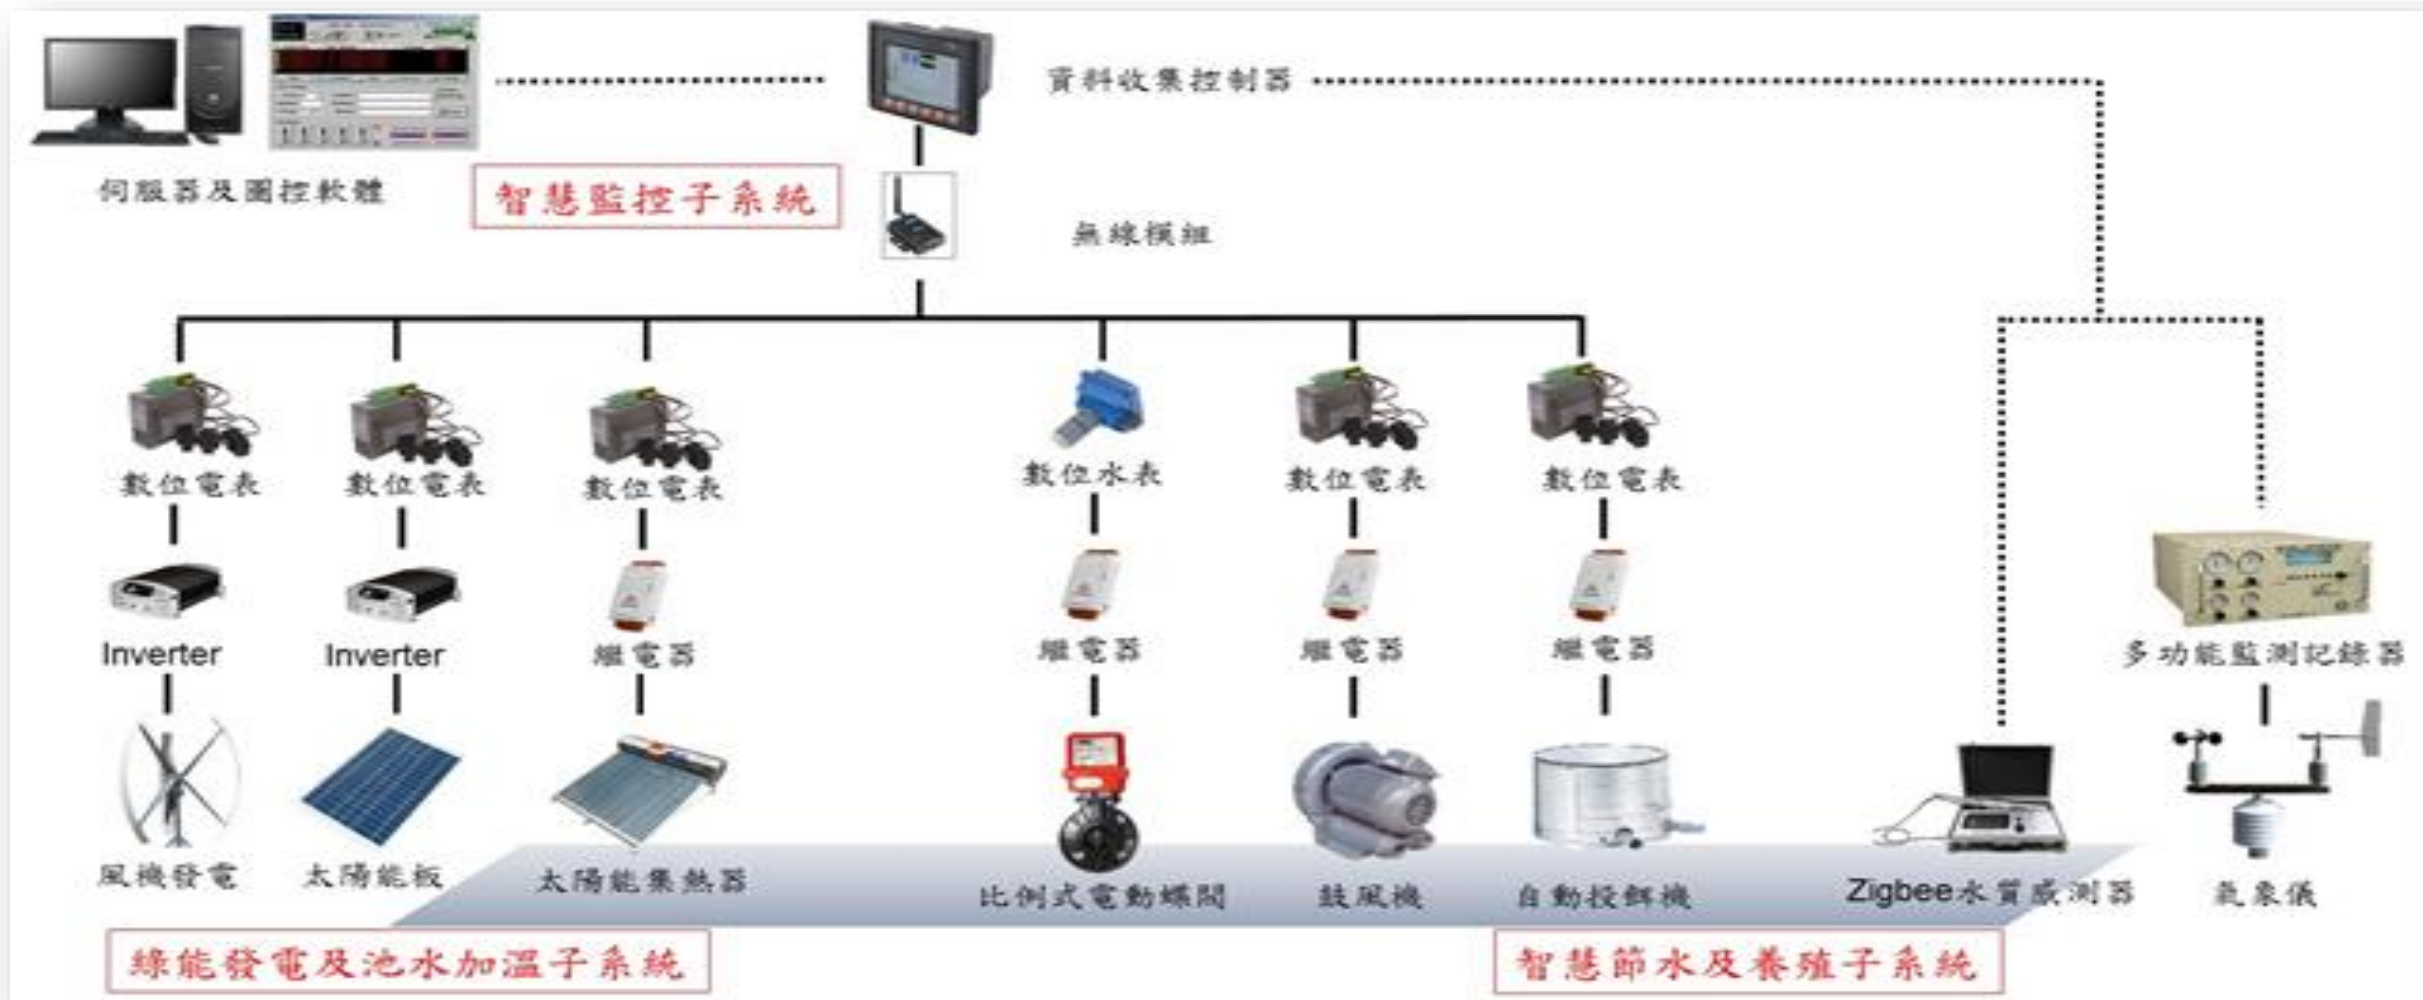 資料收集控制器
伺服器及圖控軟體
智慧監控子系統
無線模組
數位電表
數位電表
數位電表
數位水表
數位電表
數位電表
Inverter
Inverter
繼電器
繼電器
繼電器
繼電器
多功能監測記錄器
風機發電
太陽能板
太陽能集熱器
比例式電動蝶閥
鼓風機
自動投餌機
Zigbee水質感測器
氣象儀
綠能發電及池水加溫子系統
智慧節水及養殖子系統